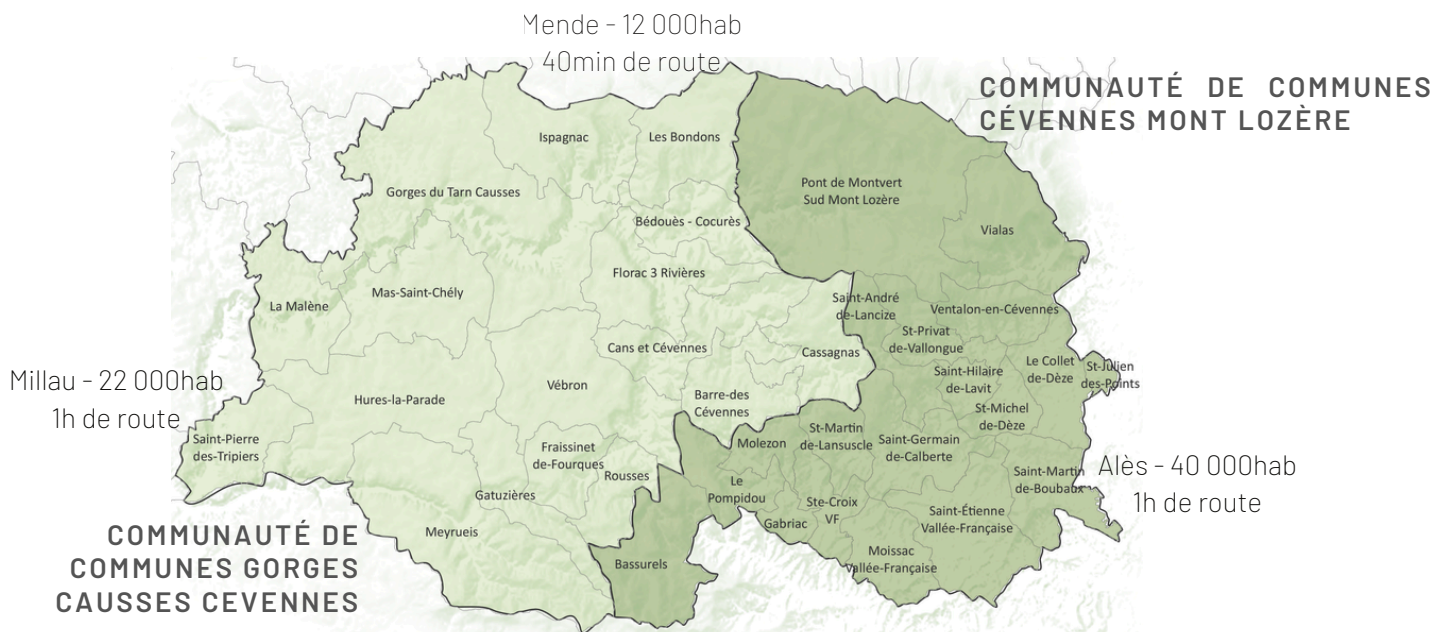 Mende - 12 000hab
40min de route
COMMUNAUTÉ DE COMMUNES
CÉVENNES MONT LOZÈRE
Ispagnac
Les Bondons
Gorges du Tarn Causses
Pont de Montvert
Sud Mont Lozère
Bédouès - Cocurès
Vialas
Florac 3 Rivières
La Malène
Mas-Saint-Chély
Saint-André
de-Lancize
Ventalon-en-Cévennes
St-Privat
de-Vallongue
Cans et Cévennes
Cassagnas
Le Collet
de-Dèze
St-Julien
des-Points
Saint-Hilaire
de-Lavit
Millau - 22 000hab
1h de route
Vébron
Hures-la-Parade
Barre-des
Cévennes
St-Michel
de-Dèze
Saint-Pierre
des-Tripiers
Fraissinet
de-Fourques
Rousses
Molezon
St-Martin
de-Lansuscle
Saint-Germain
de-Calberte
Saint-Martin
de-Boubaux
Alès - 40 000hab
1h de route
Gatuzières
Le
Pompidou
Ste-Croix
VF
Gabriac
Saint-Étienne
Vallée-Française
Meyrueis
Moissac
Vallée-Française
Bassurels
COMMUNAUTÉ DE
COMMUNES GORGES
CAUSSES CEVENNES